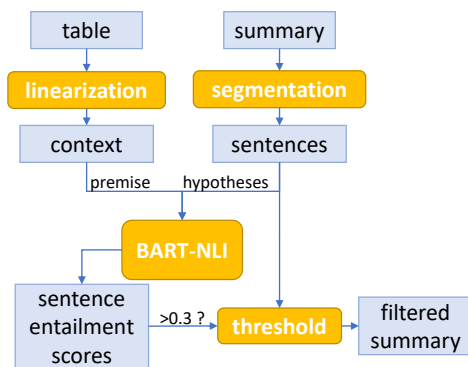 table
summary
linearization
segmentation
context
sentences
premise
hypotheses
BART-NLI
sentence
entailment
scores
>0.3 ?
threshold
filtered
summary